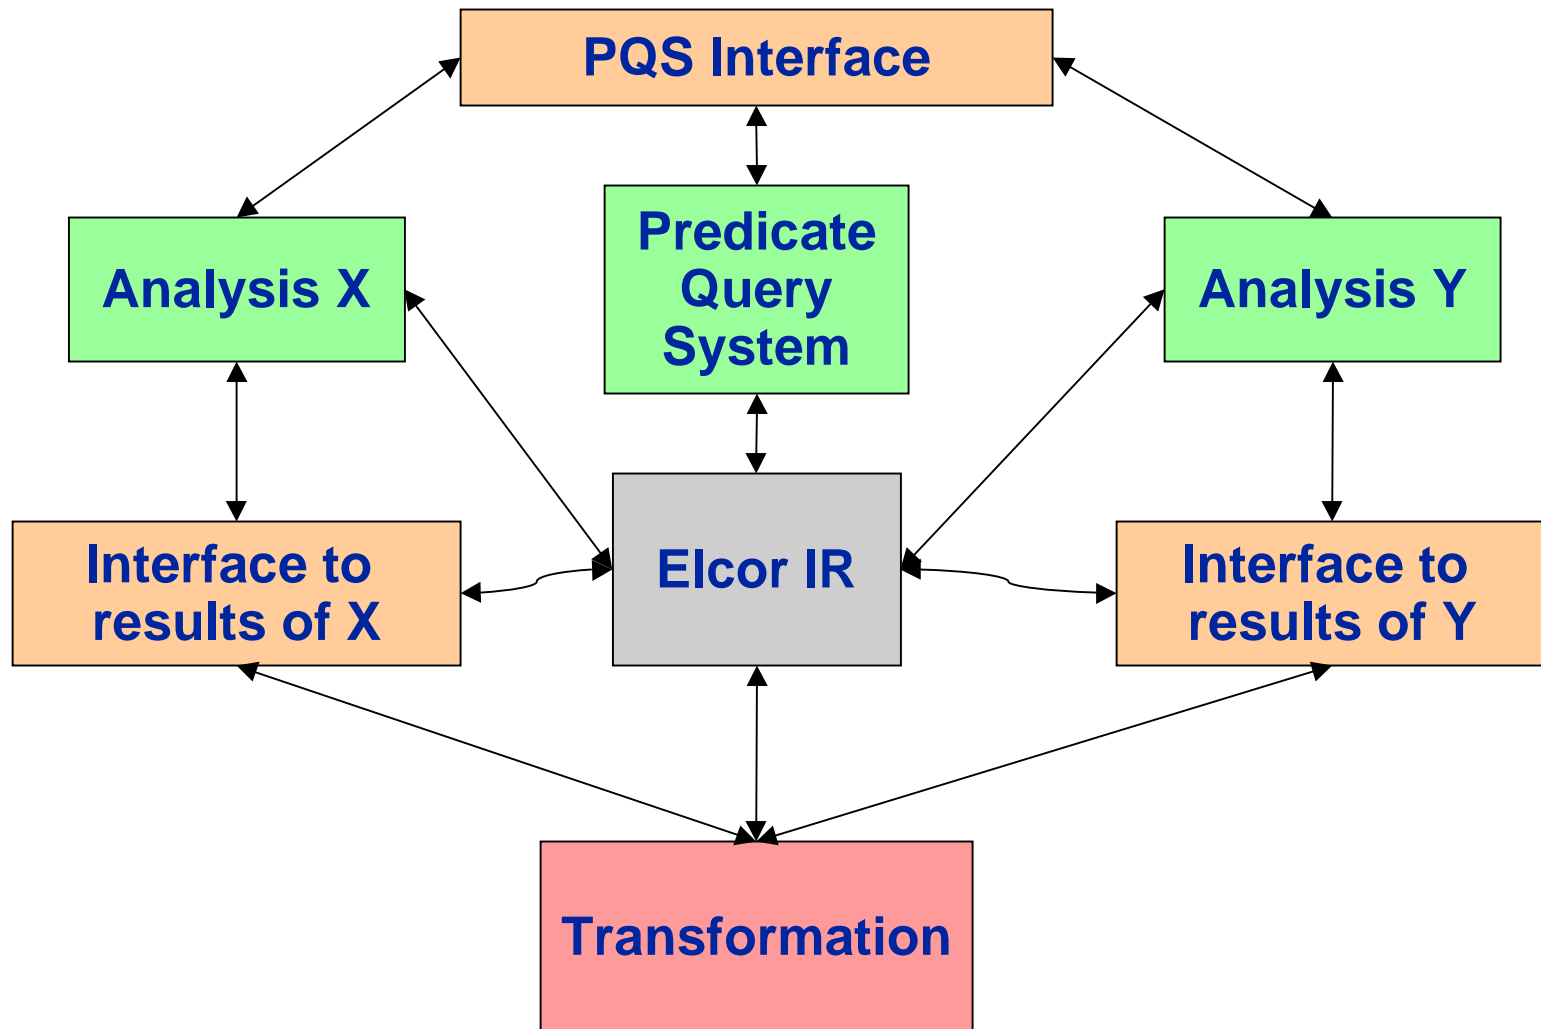 PQS Interface
Analysis X
Predicate
Query
System
Analysis Y
Interface to
results of X
Elcor IR
Interface to
results of Y
Transformation